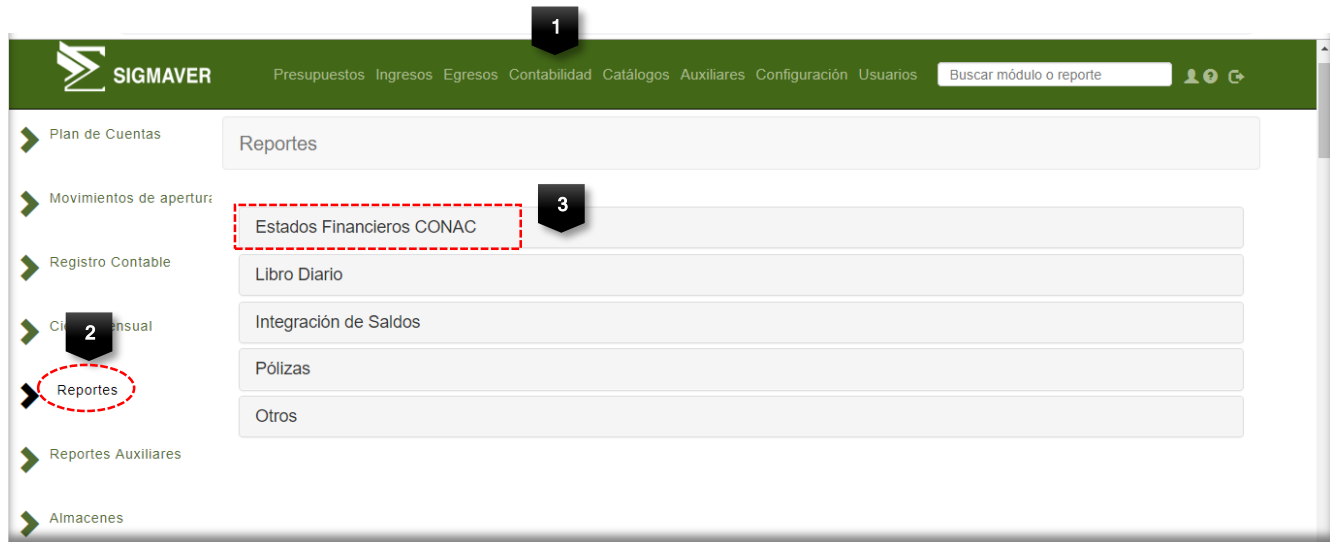 1
SIGMAVER
Presupuestos Ingresos Egresos Contabilidad Catálogos Auxiliares Configuración Usuarios
Buscar módulo o reporte
Plan de Cuentas
Reportes
Movimientos de apertura
3
Estados Financieros CONAC
Registro Contable
Libro Diario
Integración de Saldos
2
Pólizas
Reportes
Otros
Reportes Auxiliares
Almacenes